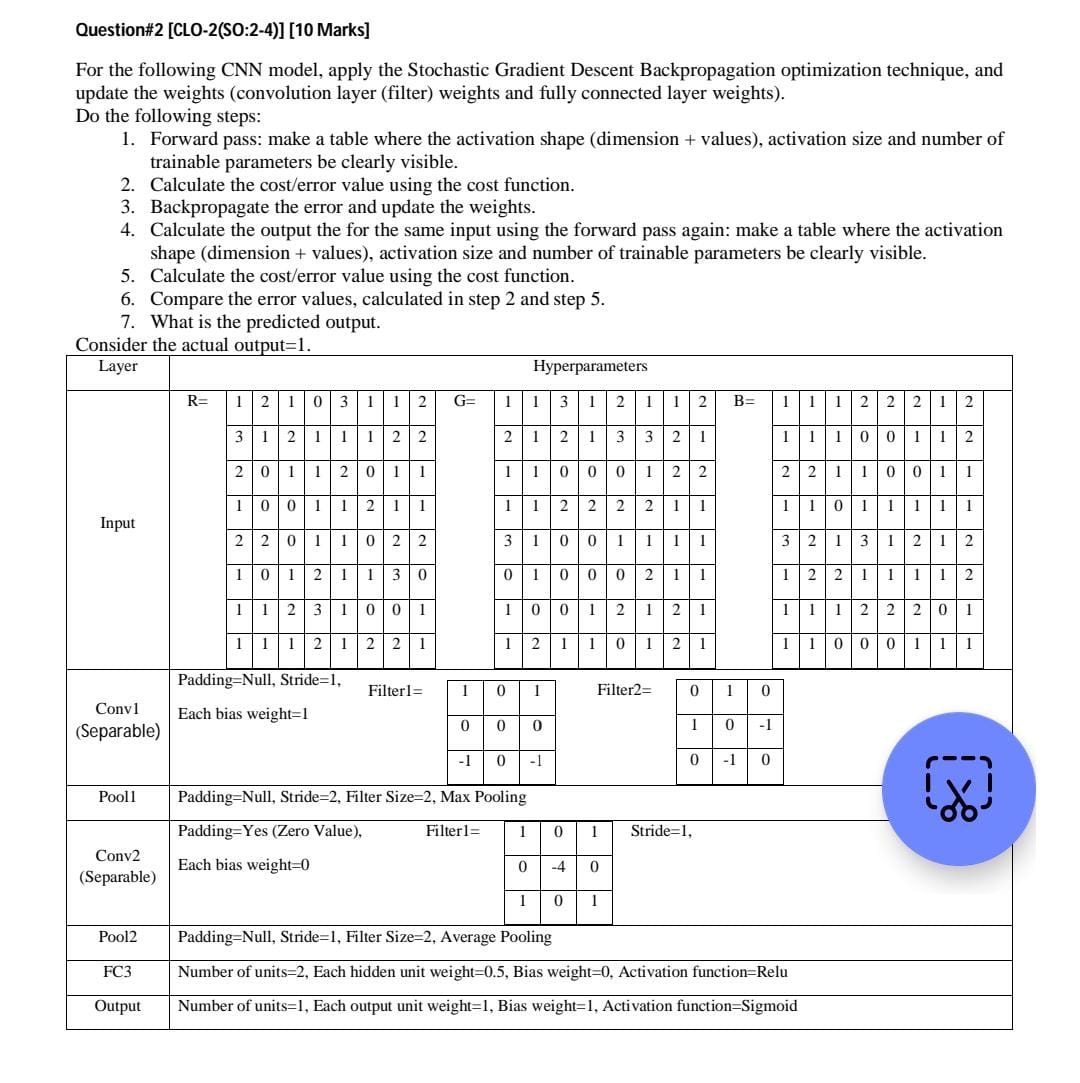 Question#2 [CLO-2(SO:2-4)] [10 Marks]
For the following CNN model, apply the Stochastic Gradient Descent Backpropagation optimization technique, and
update the weights (convolution layer (filter) weights and fully connected layer weights).
Do the following steps:
1. Forward pass: make a table where the activation shape (dimension + values), activation size and number of
trainable parameters be clearly visible.
2. Calculate the cost/error value using the cost function.
3. Backpropagate the error and update the weights.
4. Calculate the output the for the same input using the forward pass again: make a table where the activation
shape (dimension + values), activation size and number of trainable parameters be clearly visible.
5. Calculate the cost/error value using the cost function.
6. Compare the error values, calculated in step 2 and step 5.
7. What is the predicted output.
Consider the actual output=1.
Layer Hyperparameters
R= 1 2 1 0 3 1 1 2 G= 1 1 3 1 2 1 1 2 B= 1 1 1 2 2 2 1 2
3 1 2 1 1 1 2 2 2 1 2 1 3 3 2 1 1 1 1 0 0 1 1 2
2 0 1 1 2 0 1 1 1 1 0 0 0 1 2 2 2 2 1 1 0 0 1 1
1 0 0 1 1 2 1 1 1 1 2 2 2 2 1 1 1 1 0 1 1 1 1 1
Input
2 2 0 1 1 0 2 2 3 1 0 0 1 1 1 1 3 2 1 3 1 2 1 2
1 0 1 2 1 1 3 0 0 1 0 0 0 2 1 1 1 2 2 1 1 1 1 2
1 1 2 3 1 0 0 1 1 0 0 1 2 1 2 1 1 1 1 2 2 2 0 1
1 1 1 2 1 2 2 1 1 2 1 1 0 1 2 1 1 1 0 0 0 1 1 1
Padding=Null, Stride=1, Filter1= 1 0 1 Filter2= 0 1 0
Conv1 Each bias weight=1
(Separable) 0 0 0 1 0 -1
-1 0 -1 0 -1 0
Pool1 Padding=Null, Stride=2, Filter Size=2, Max Pooling
Padding=Yes (Zero Value), Filter1= 1 0 1 Stride=1,
Conv2 Each bias weight=0 0 -4 0
(Separable)
1 0 1
Pool2 Padding=Null, Stride=1, Filter Size=2, Average Pooling
FC3 Number of units=2, Each hidden unit weight=0.5, Bias weight=0, Activation function=Relu
Output Number of units=1, Each output unit weight=1, Bias weight=1, Activation function=Sigmoid